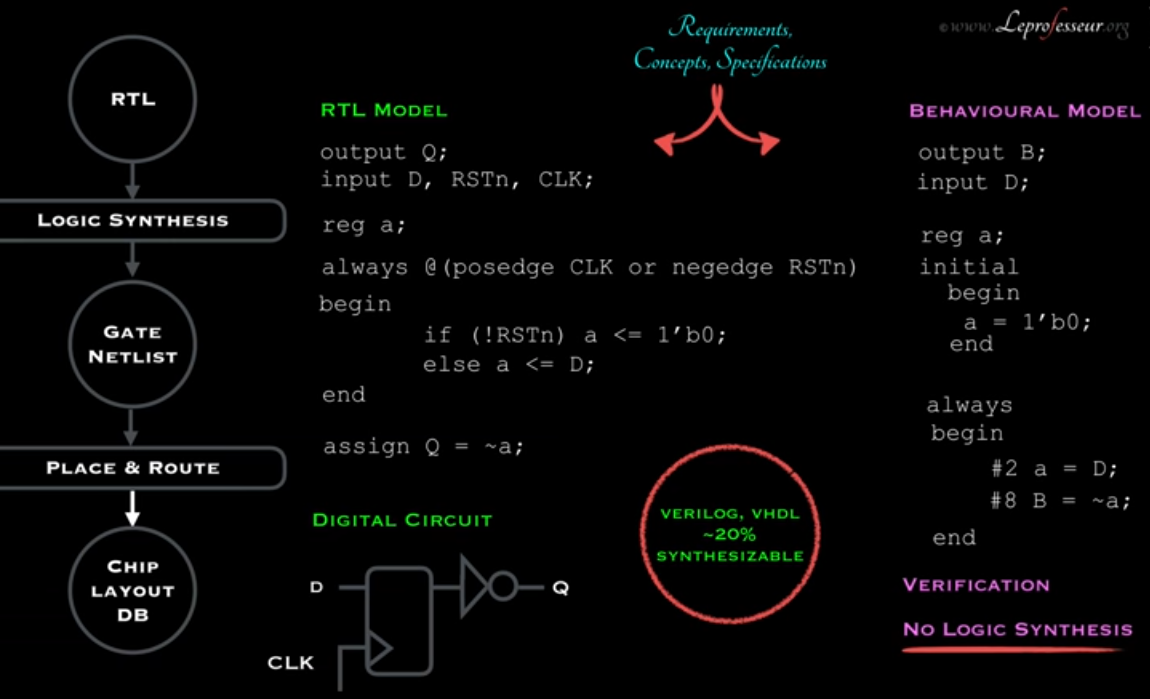 Requirements,
Concepts, Specifications
© www.Leprofesseur.org
RTL
LOGIC SYNTHESIS
GATE
NETLIST
PLACE & ROUTE
CHIP
LAYOUT
DB
RTL MODEL
output Q;
input D, RSTn, CLK;
reg a;
always @(posedge CLK or negedge RSTn)
begin
if (!RSTn) a <= 1’b0;
else a <= D;
end
assign Q = ~a;
DIGITAL CIRCUIT
D
Q
CLK
VERILOG, VHDL
~20%
SYNTHESIZABLE
BEHAVIOURAL MODEL
output B;
input D;
reg a;
initial
begin
a = 1’b0;
end
always
begin
#2 a = D;
#8 B = ~a;
end
VERIFICATION
NO LOGIC SYNTHESIS